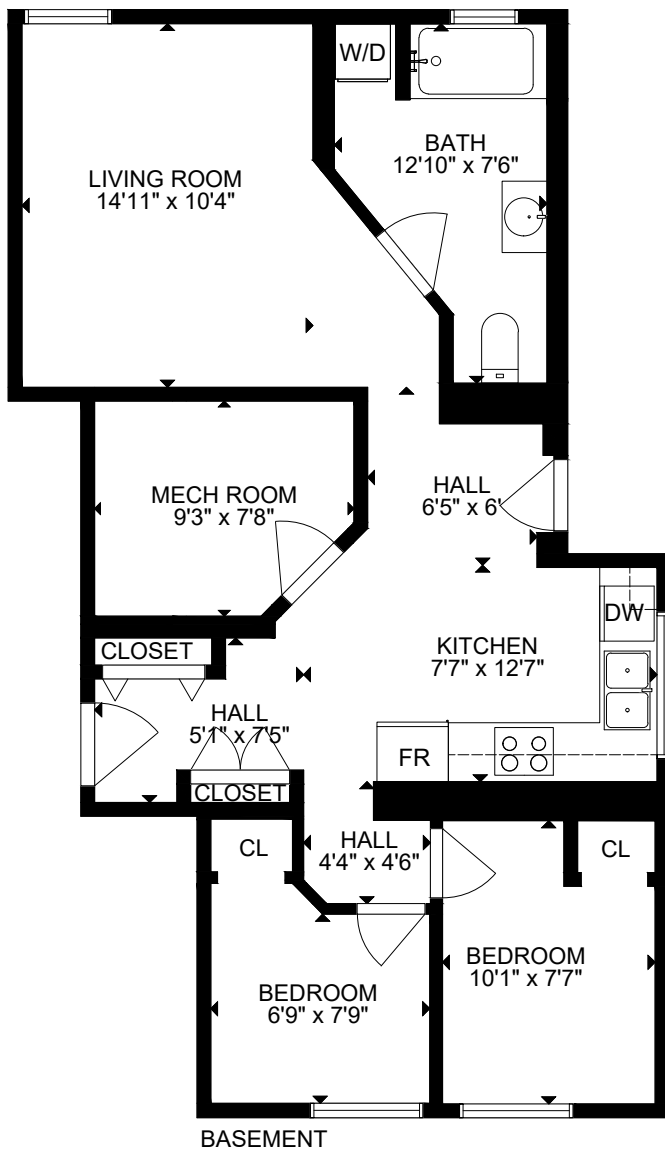 W/D
BATH
12'10" x 7'6"
LIVING ROOM
14'11" x 10'4"
MECH ROOM
9'3" x 7'8"
HALL
6'5" x 6'
DW
KITCHEN
7'7" x 12'7"
CLOSET
HALL
5'1" x 7'5"
FR
CLOSET
CL
HALL
4'4" x 4'6"
CL
BEDROOM
10'1" x 7'7"
BEDROOM
6'9" x 7'9"
BASEMENT